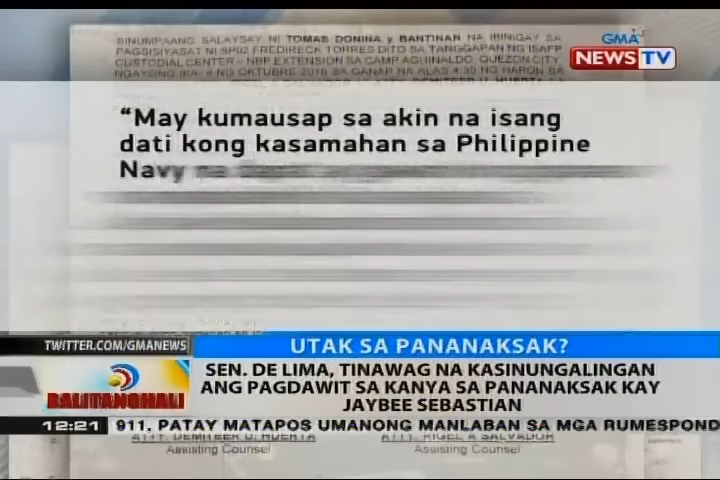 SINUMPAANG SALAYSAY NI TOMAS DONINA y BANTINAN NA IBINIGAY SA
PAGSISIYASAT NI SPO2 FREDIRECK TORRES DITO SA TANGGAPAN NG ISAFP
CUSTODIAL CENTER – NBP EXTENSION SA CAMP AGUINALDO, QUEZON CITY,
NGAYONG IKA- 8 NG OKTUBRE 2016 SA GANAP NA ALAS 4:30 NG HAPON SA
GMA
NEWS TV
“May kumausap sa akin na isang
dati kong kasamahan sa Philippine
Navy na
TWITTER.COM/GMANEWS
UTAK SA PANANAKSAK?
BALITANGHALI
SEN. DE LIMA, TINAWAG NA KASINUNGALINGAN
ANG PAGDAWIT SA KANYA SA PANANAKSAK KAY
JAYBEE SEBASTIAN
12:21
911, PATAY MATAPOS UMANONG MANLABAN SA MGA RUMESPOND
ATTY. DEMITEER U. HUERTA
ATTY. RIGEL A SALVADOR
Assisting Counsel
Assisting Counsel